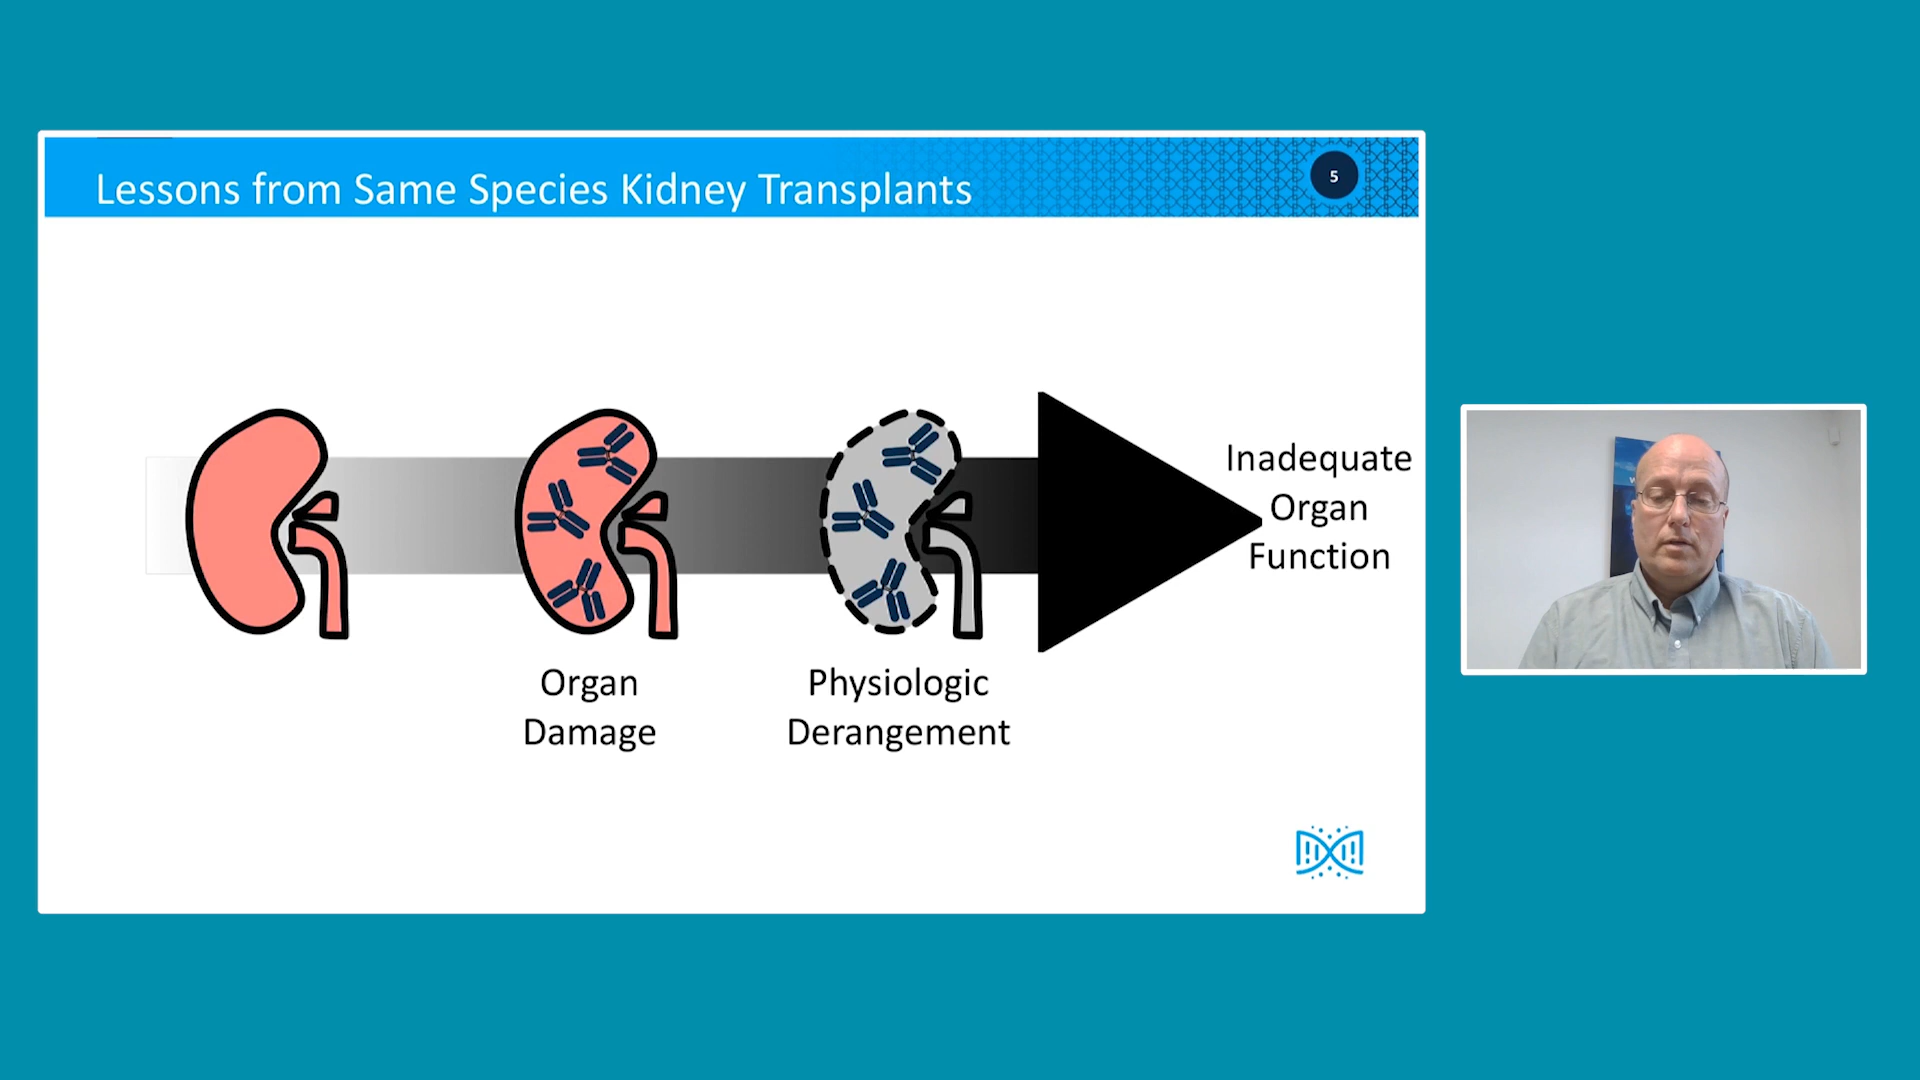 Lessons from Same Species Kidney Transplants
5
Inadequate
Organ
Function
Organ
Damage
Physiologic
Derangement